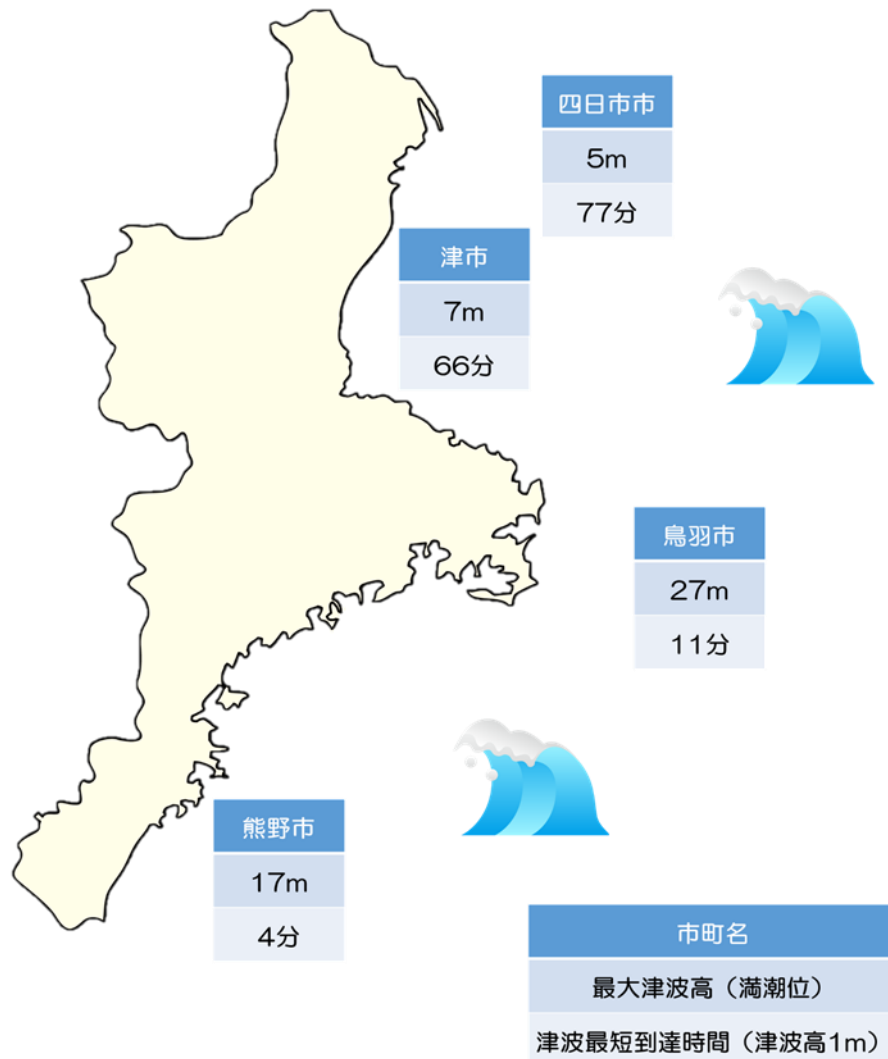 四日市市
5m
77分
津市
7m
66分
鳥羽市
27m
11分
熊野市
17m
4分
市町名
最大津波高（満潮位）
津波最短到達時間（津波高1m）